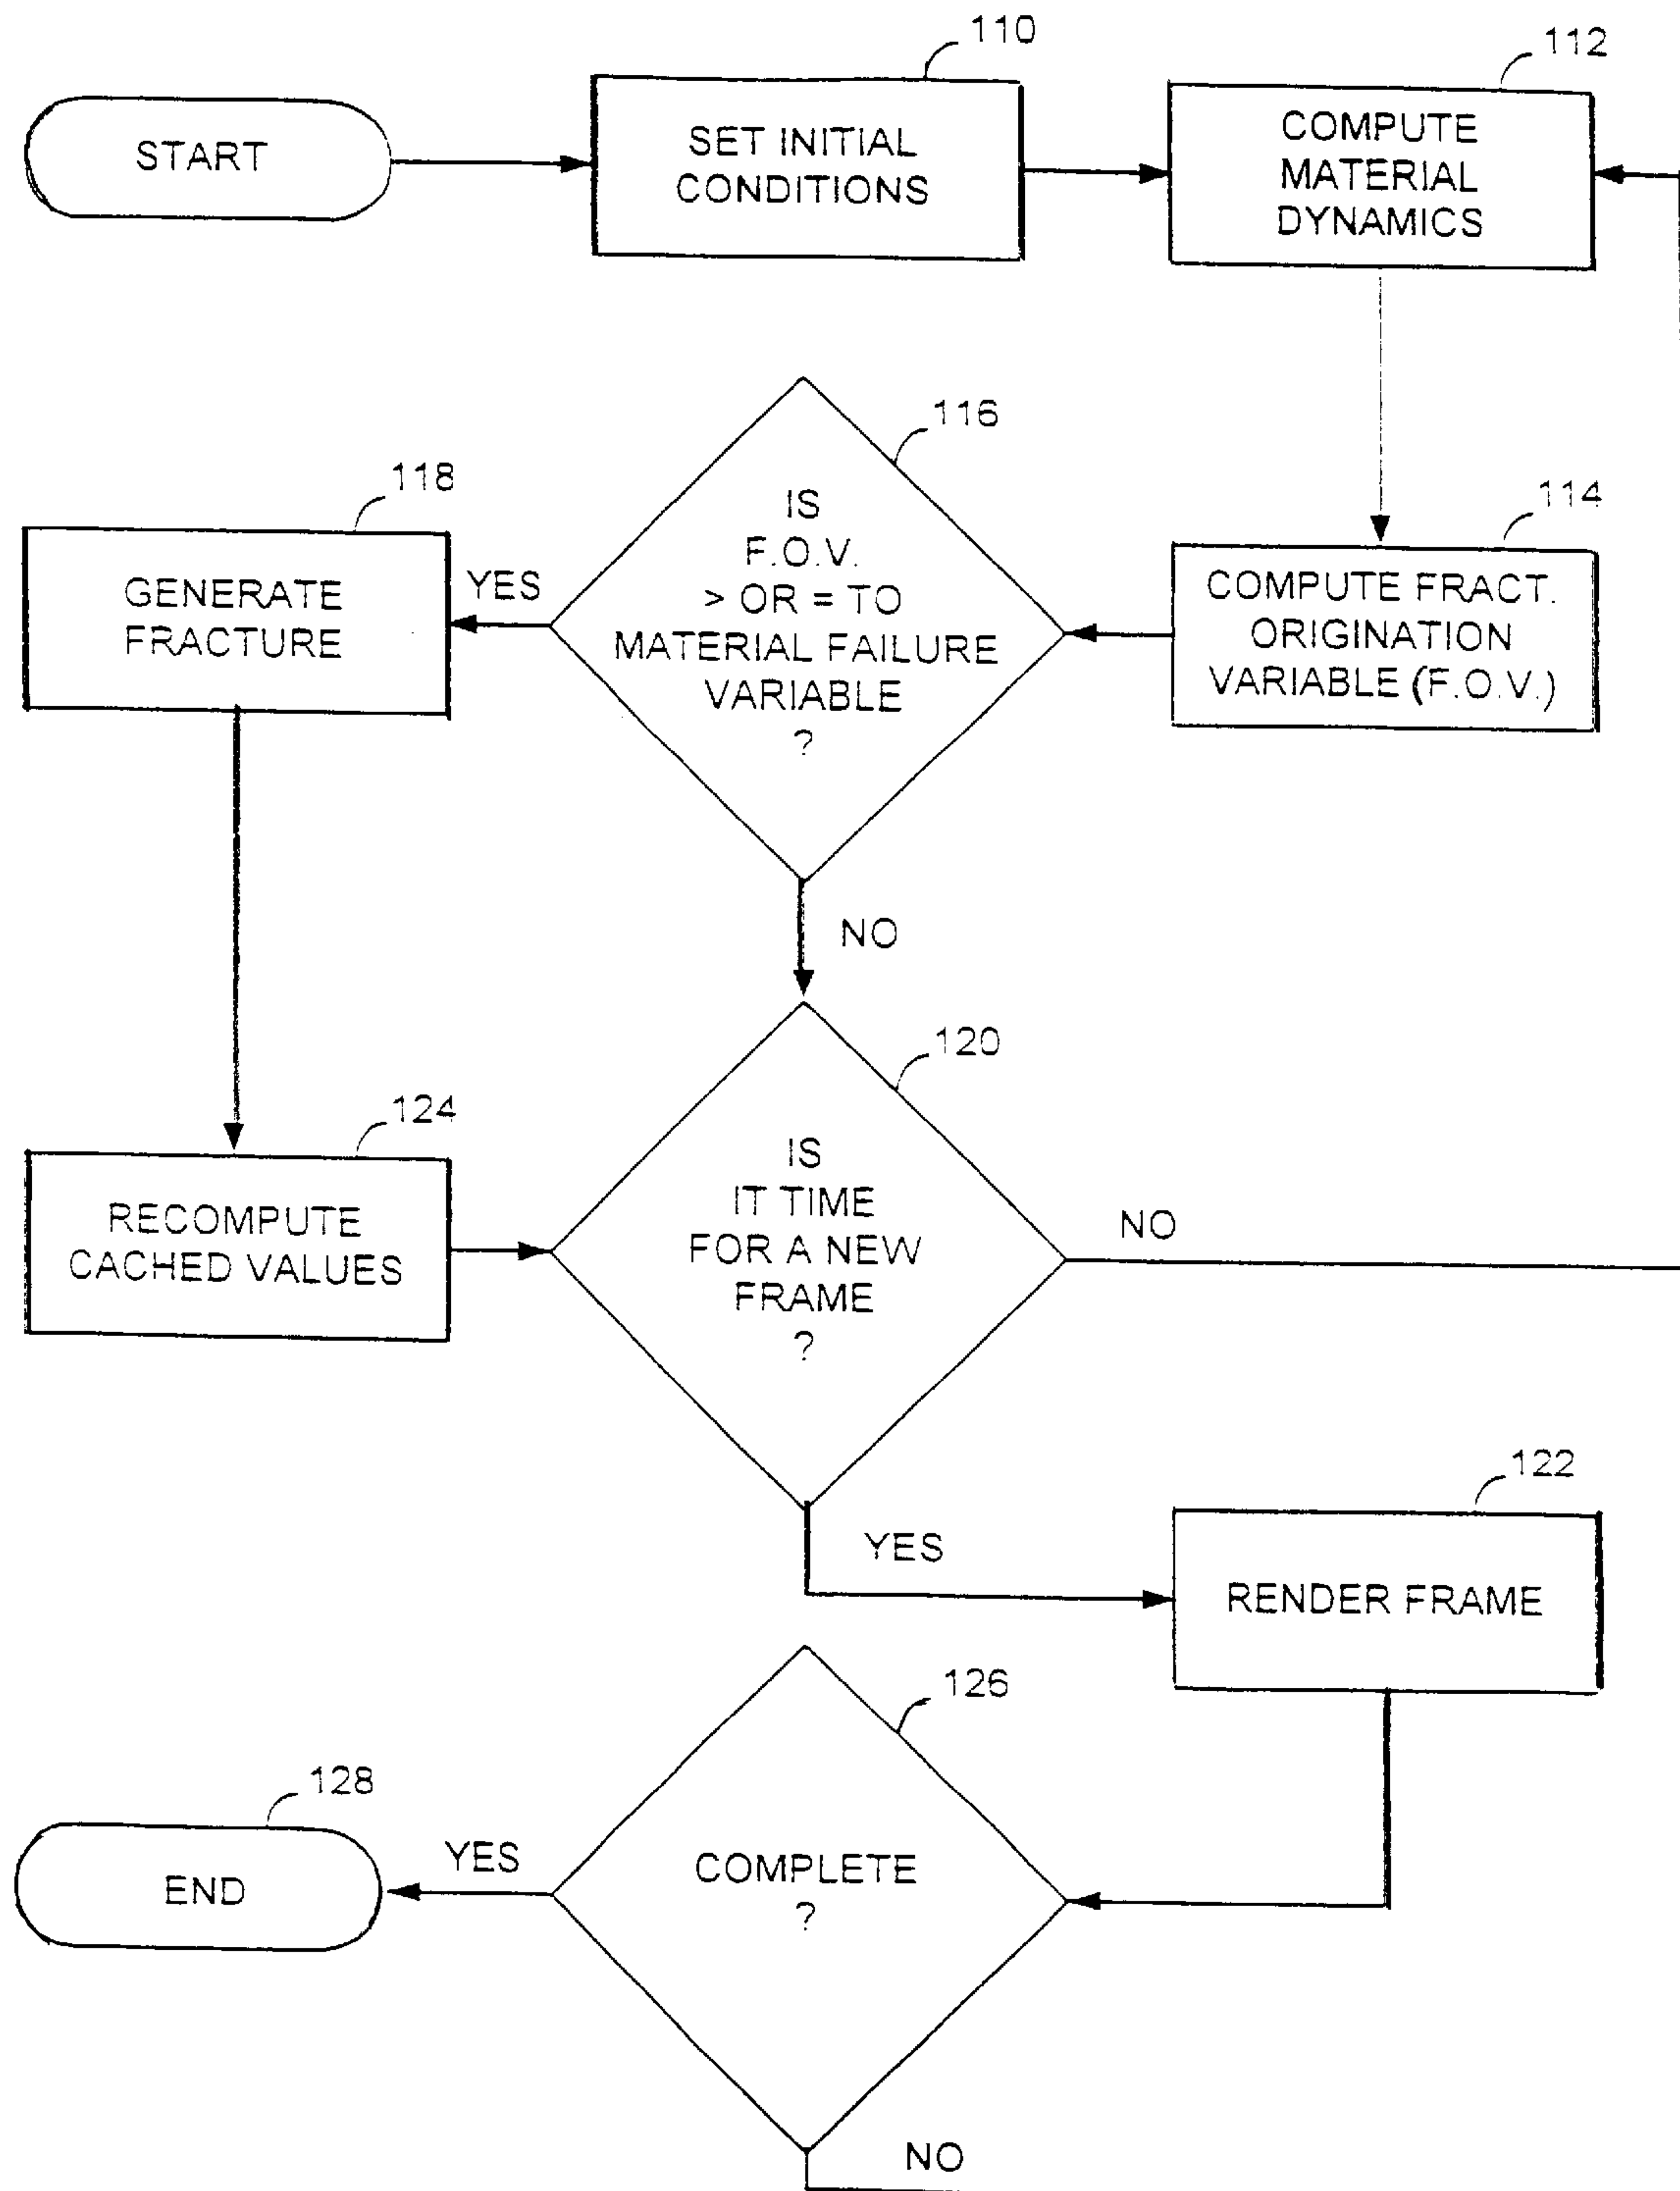 110
112
START
SET INITIAL
CONDITIONS
COMPUTE
MATERIAL
DYNAMICS
116
118
114
IS
F.O.V.
> OR = TO
MATERIAL FAILURE
VARIABLE
?
YES
GENERATE
FRACTURE
COMPUTE FRACT.
ORIGINATION
VARIABLE (F.O.V.)
NO
120
124
IS
IT TIME
FOR A NEW
FRAME
?
NO
RECOMPUTE
CACHED VALUES
122
YES
RENDER FRAME
126
128
YES
COMPLETE
?
END
NO